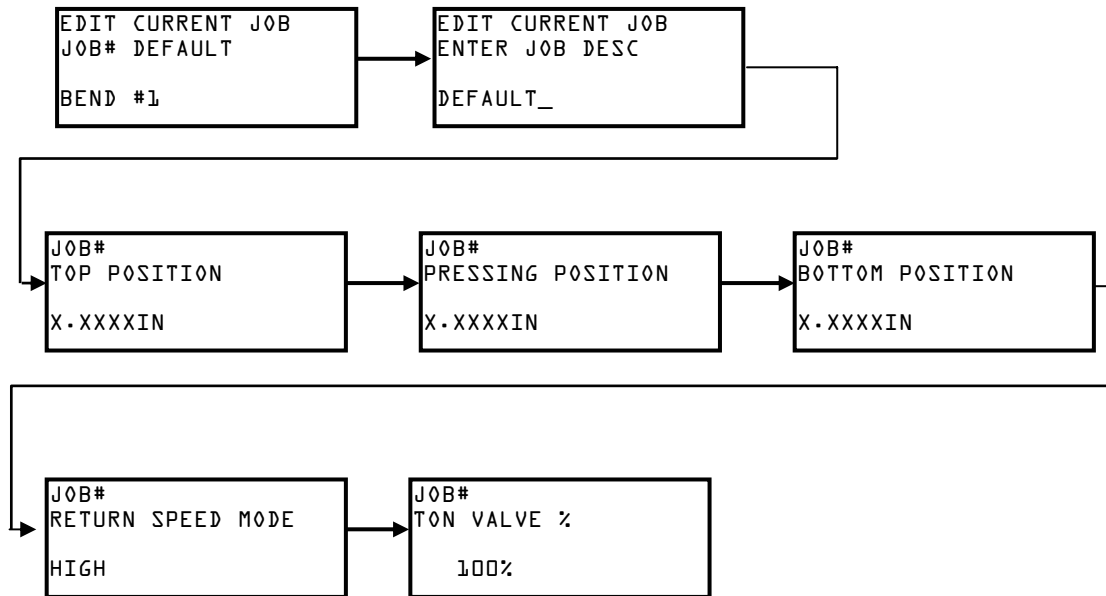 EDIT CURRENT JOB
JOB# DEFAULT
BEND #1
EDIT CURRENT JOB
ENTER JOB DESC
DEFAULT_
JOB#
TOP POSITION
X.XXXXIN
JOB#
PRESSING POSITION
X.XXXXIN
JOB#
BOTTOM POSITION
X.XXXXIN
JOB#
RETURN SPEED MODE
HIGH
JOB#
TON VALVE %
100%